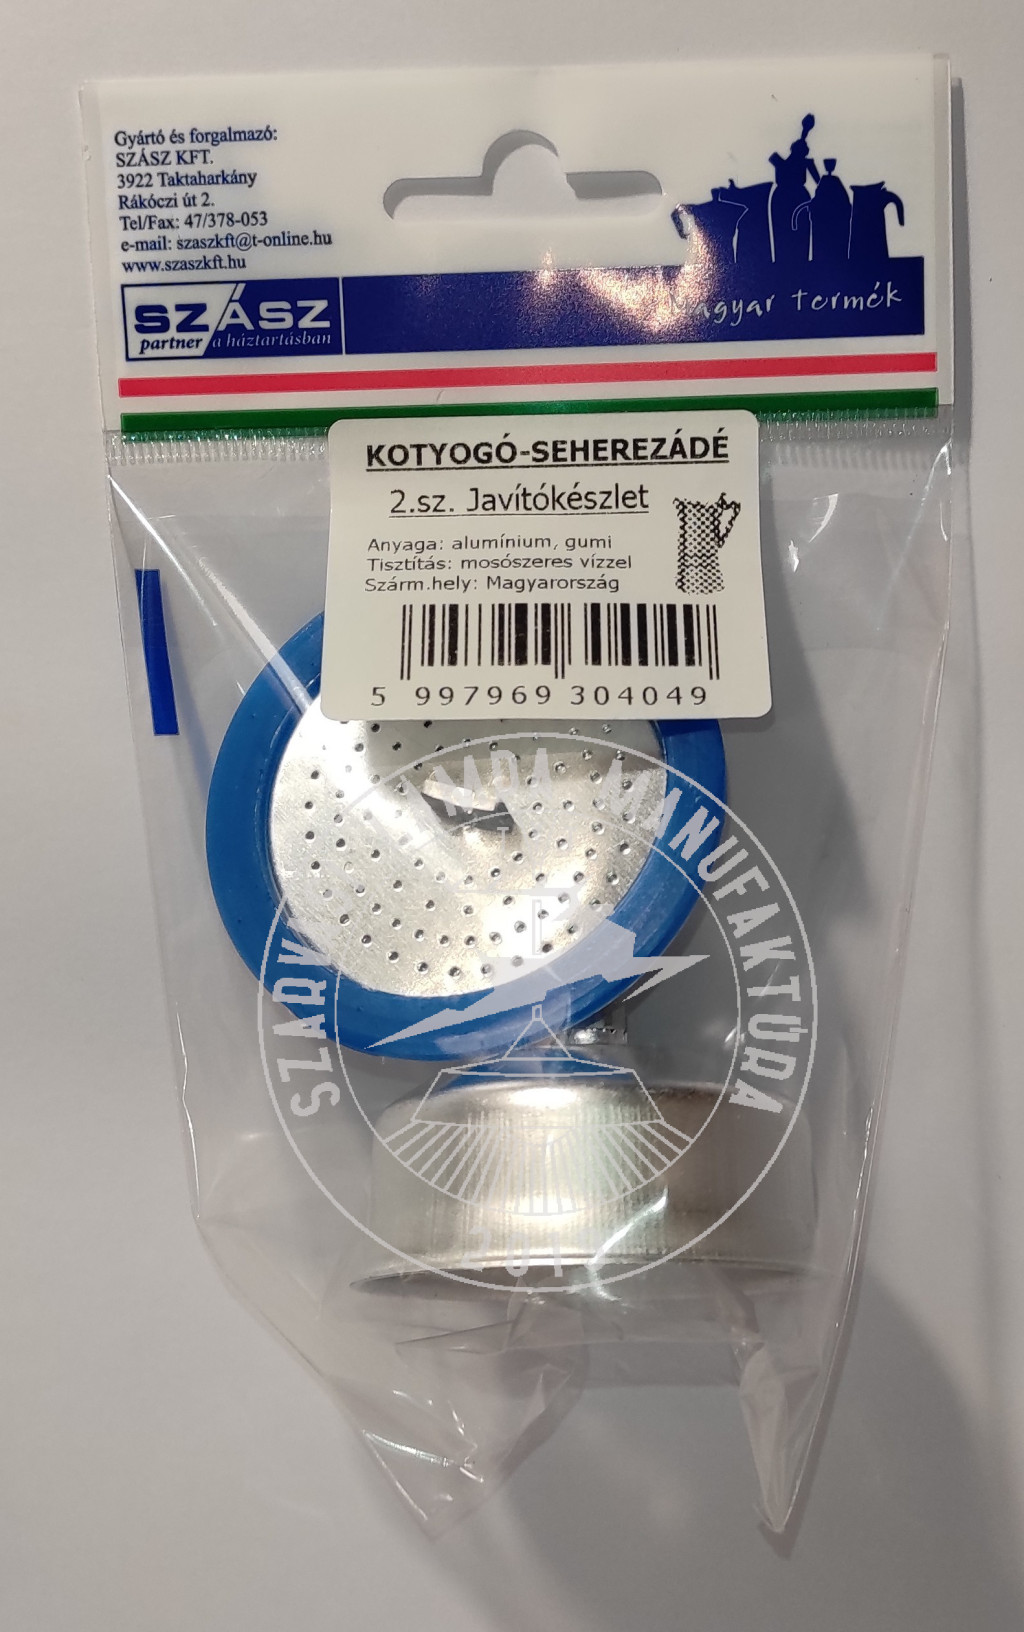 Gyártó és forgalmazó:
SZÁSZ KFT.
3922 Taktaharkány
Rákóczi út 2.
Tel/Fax: 47/378-053
e-mail: szaszkft@t-online.hu
www.szaszkft.hu
SZÁSZ
partner a háztartásban
Magyar termék
KOTYOGÓ-SEHEREZÁDÉ
2.sz. Javítókészlet
Anyaga: alumínium, gumi
Tisztítás: mosószeres vízzel
Szárm.hely: Magyarország
5 997969 304049
MANUFAKTÚRA